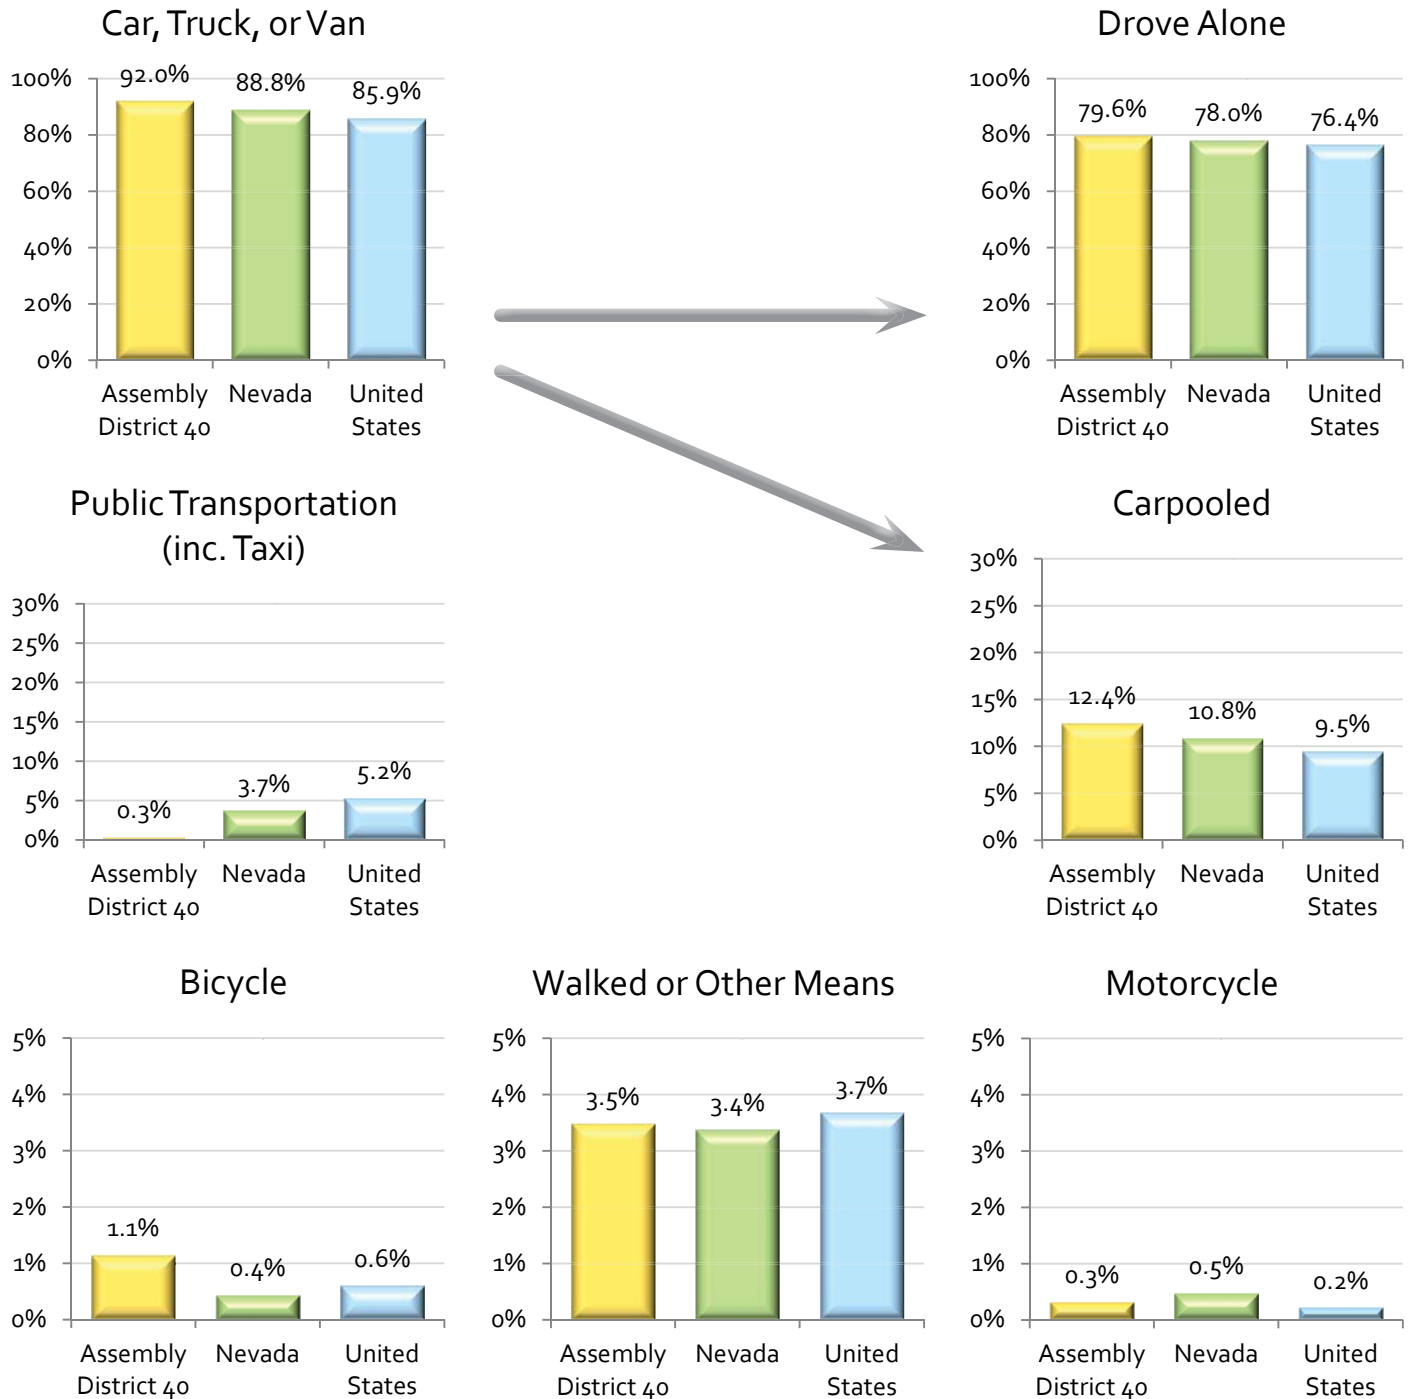 Car, Truck, or Van
100%
80%
60%
40%
20%
0%
92.0%
88.8%
85.9%
Assembly Nevada United
District 40 States
Drove Alone
100%
80%
60%
40%
20%
0%
79.6%
78.0%
76.4%
Assembly Nevada United
District 40 States
Public Transportation
(inc. Taxi)
30%
25%
20%
15%
10%
5%
0%
0.3%
3.7%
5.2%
Assembly Nevada United
District 40 States
Carpooled
30%
25%
20%
15%
10%
5%
0%
12.4%
10.8%
9.5%
Assembly Nevada United
District 40 States
Bicycle
5%
4%
3%
2%
1%
0%
1.1%
0.4%
0.6%
Assembly Nevada United
District 40 States
Walked or Other Means
5%
4%
3%
2%
1%
0%
3.5%
3.4%
3.7%
Assembly Nevada United
District 40 States
Motorcycle
5%
4%
3%
2%
1%
0%
0.3%
0.5%
0.2%
Assembly Nevada United
District 40 States